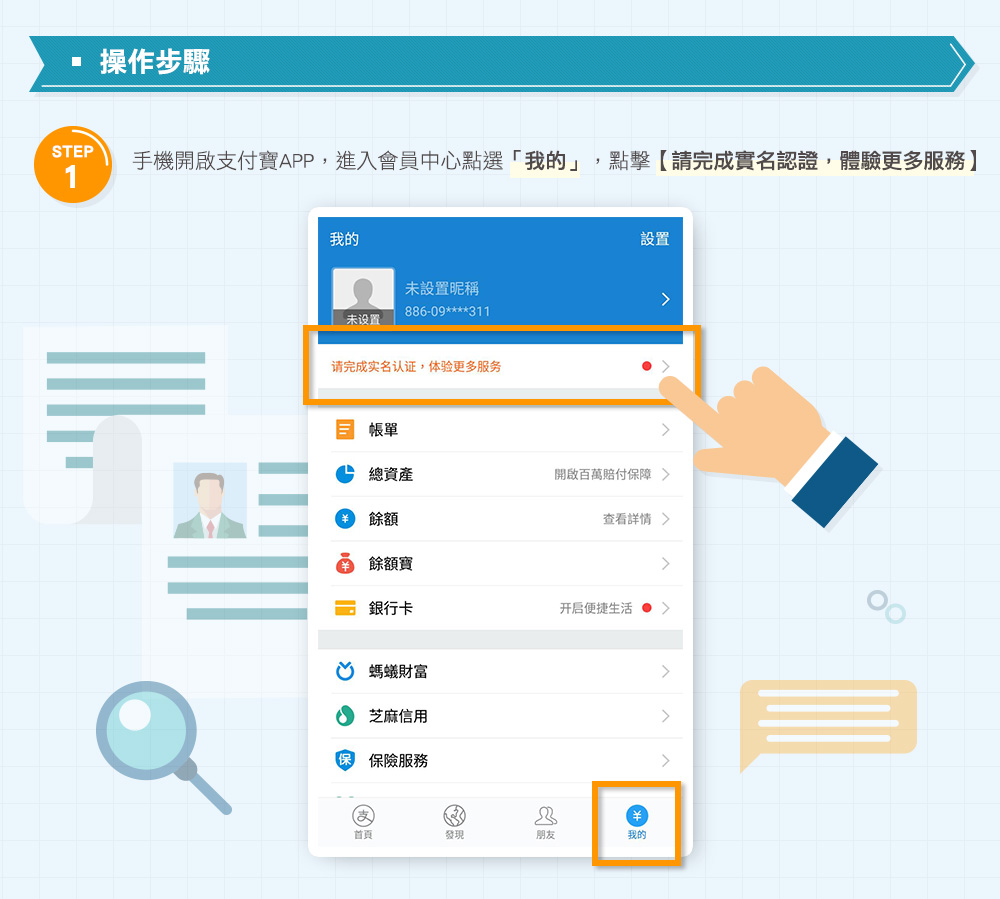 操作步驟
STEP
1
手機開啟支付寶APP，進入會員中心點選「我的」，點擊【請完成實名認證，體驗更多服務】
我的 設置
未設置昵稱
886-09****311
未设置
请完成实名认证，体验更多服务
帳單
總資產 開啟百萬賠付保障
餘額 查看詳情
餘額寶
銀行卡 开启便捷生活
螞蟻財富
芝麻信用
保 保險服務
支
首頁 發現 朋友 我的